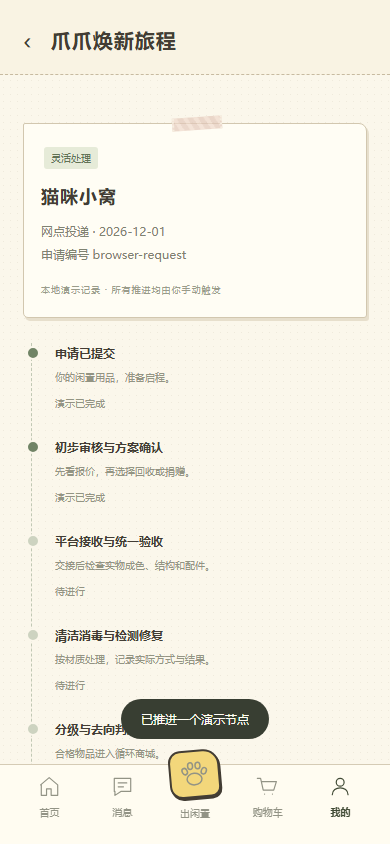 爪爪焕新旅程
灵活处理
猫咪小窝
网点投递 · 2026-12-01
申请编号 browser-request
本地演示记录 · 所有推进均由你手动触发
申请已提交
你的闲置用品，准备启程。
演示已完成
初步审核与方案确认
先看报价，再选择回收或捐赠。
演示已完成
平台接收与统一验收
交接后检查实物成色、结构和配件。
待进行
清洁消毒与检测修复
按材质处理，记录实际方式与结果。
待进行
分级与去向
已推进一个演示节点
合格物品进入循环商城。
首页
消息
出闲置
购物车
我的